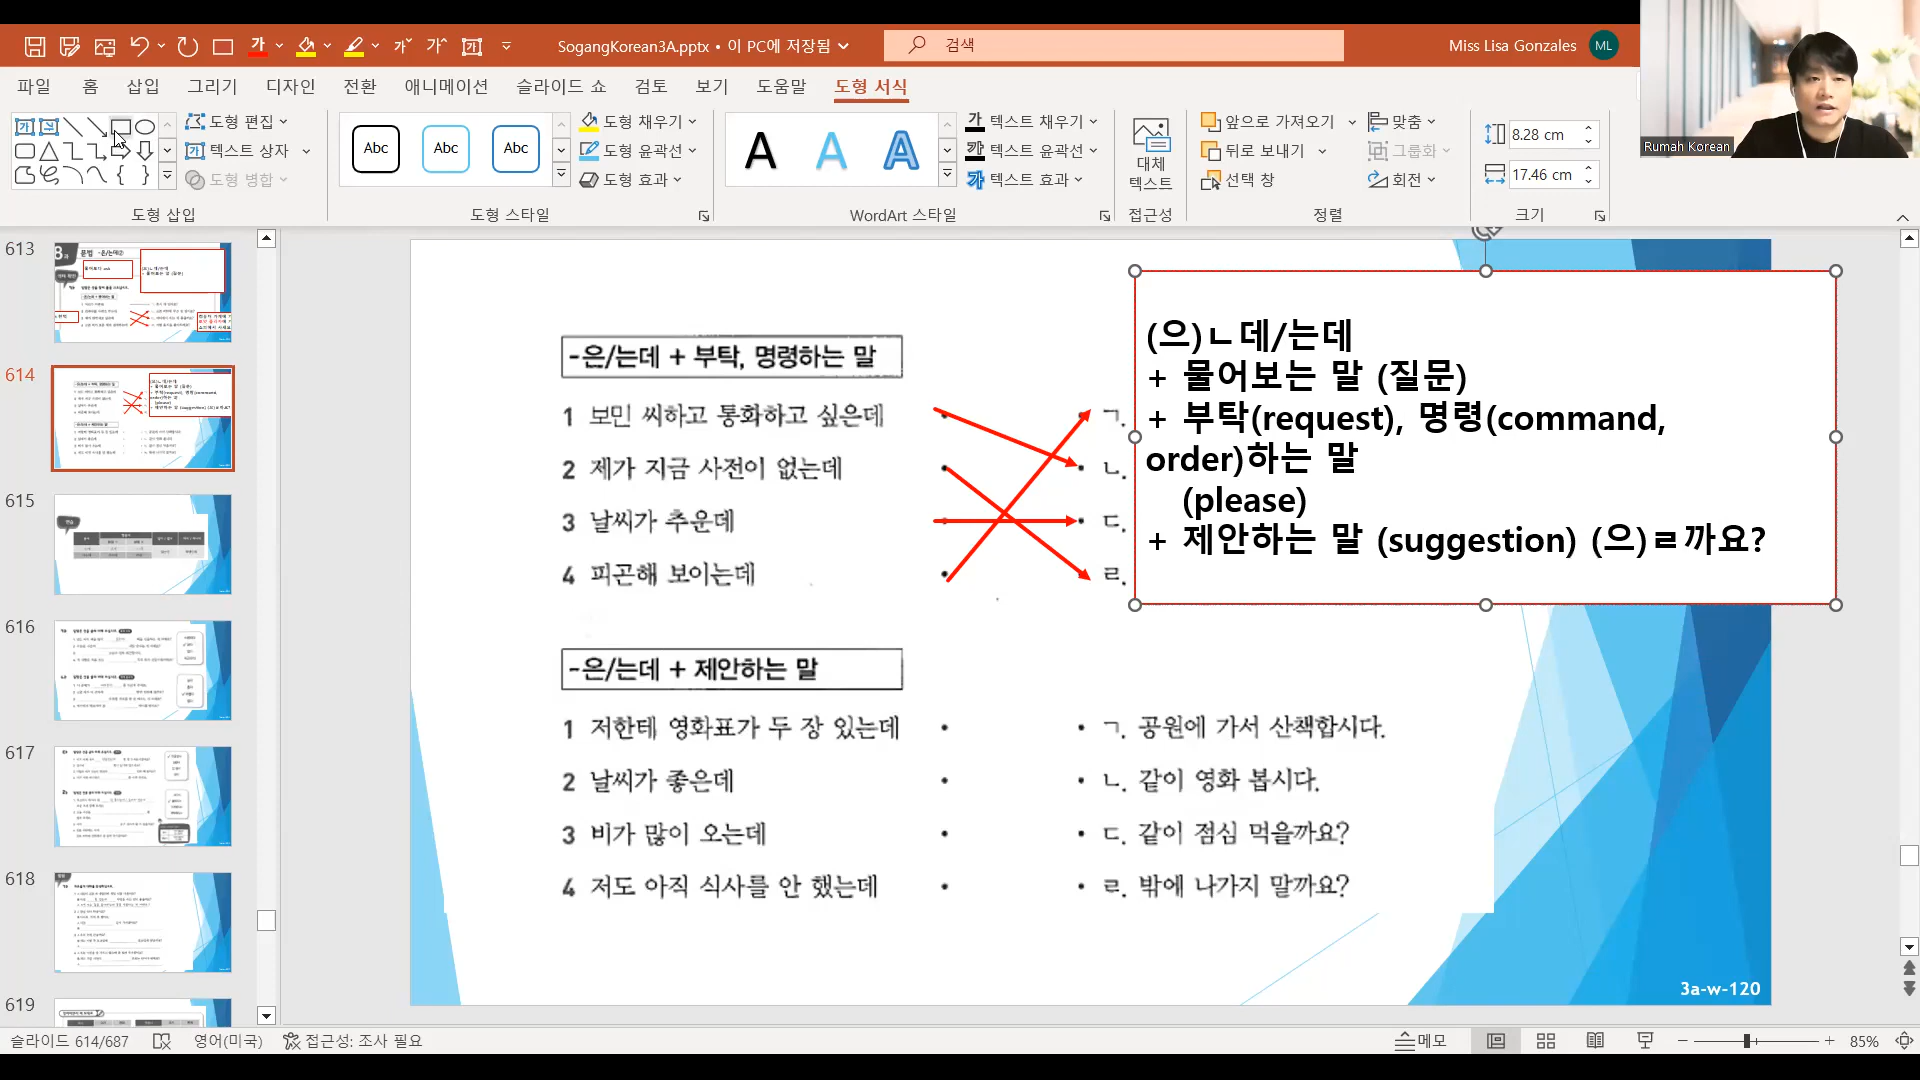 SogangKorean3A.pptx • 이 PC에 저장됨
검색
Miss Lisa Gonzales
ML
파일 홈 삽입 그리기 디자인 전환 애니메이션 슬라이드 쇼 검토 보기 도움말 도형 서식
도형 편집
텍스트 상자
도형 병합
도형 삽입
Abc Abc Abc
도형 채우기
도형 윤곽선
도형 효과
도형 스타일
A A A
텍스트 채우기
텍스트 윤곽선
텍스트 효과
WordArt 스타일
대체
텍스트
접근성
앞으로 가져오기
뒤로 보내기
선택 창
맞춤
그룹화
회전
정렬
8.28 cm
17.46 cm
크기
Rumah Korean
613
614
615
616
617
618
619
-은/는데 + 부탁, 명령하는 말
1 보민 씨하고 통화하고 싶은데
2 제가 지금 사전이 없는데
3 날씨가 추운데
4 피곤해 보이는데
ㄱ.
ㄴ.
ㄷ.
ㄹ.
(으)ㄴ데/는데
+ 물어보는 말 (질문)
+ 부탁(request), 명령(command,
order)하는 말
(please)
+ 제안하는 말 (suggestion) (으)ㄹ까요?
-은/는데 + 제안하는 말
1 저한테 영화표가 두 장 있는데
2 날씨가 좋은데
3 비가 많이 오는데
4 저도 아직 식사를 안 했는데
ㄱ. 공원에 가서 산책합시다.
ㄴ. 같이 영화 봅시다.
ㄷ. 같이 점심 먹을까요?
ㄹ. 밖에 나가지 말까요?
3a-w-120
슬라이드 614/687
영어(미국)
접근성: 조사 필요
메모
85%